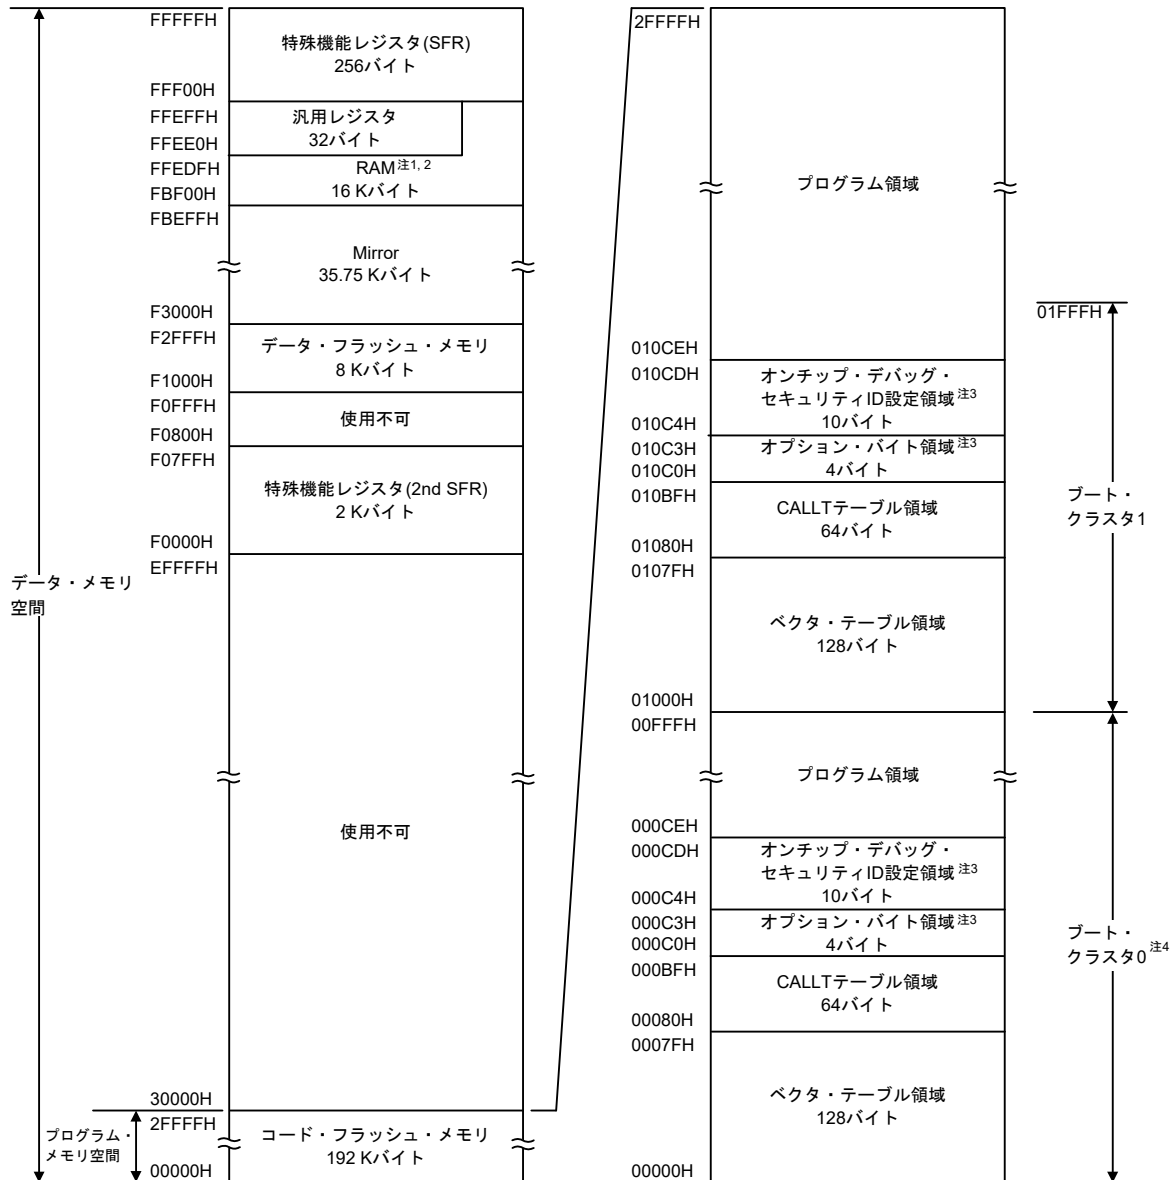 FFFFFH
特殊機能レジスタ(SFR)
256バイト
FFF00H
FFEFFH
汎用レジスタ
32バイト
FFEE0H
FFEDFH
RAM注1, 2
16 Kバイト
FBF00H
FBEFFH
Mirror
35.75 Kバイト
F3000H
F2FFFH
データ・フラッシュ・メモリ
8 Kバイト
F1000H
F0FFFH
使用不可
F0800H
F07FFH
特殊機能レジスタ(2nd SFR)
2 Kバイト
F0000H
EFFFFH
データ・メモリ
空間
使用不可
30000H
2FFFFH
プログラム・
メモリ空間
コード・フラッシュ・メモリ
192 Kバイト
00000H
2FFFFH
プログラム領域
01FFFH
010CEH
010CDH
オンチップ・デバッグ・
セキュリティID設定領域注3
10バイト
010C4H
010C3H
オプション・バイト領域注3
4バイト
010C0H
010BFH
CALLTテーブル領域
64バイト
01080H
0107FH
ブート・
クラスタ1
ベクタ・テーブル領域
128バイト
01000H
00FFFH
プログラム領域
000CEH
000CDH
オンチップ・デバッグ・
セキュリティID設定領域注3
10バイト
000C4H
000C3H
オプション・バイト領域注3
4バイト
000C0H
000BFH
ブート・
クラスタ0注4
CALLTテーブル領域
64バイト
00080H
0007FH
ベクタ・テーブル領域
128バイト
00000H